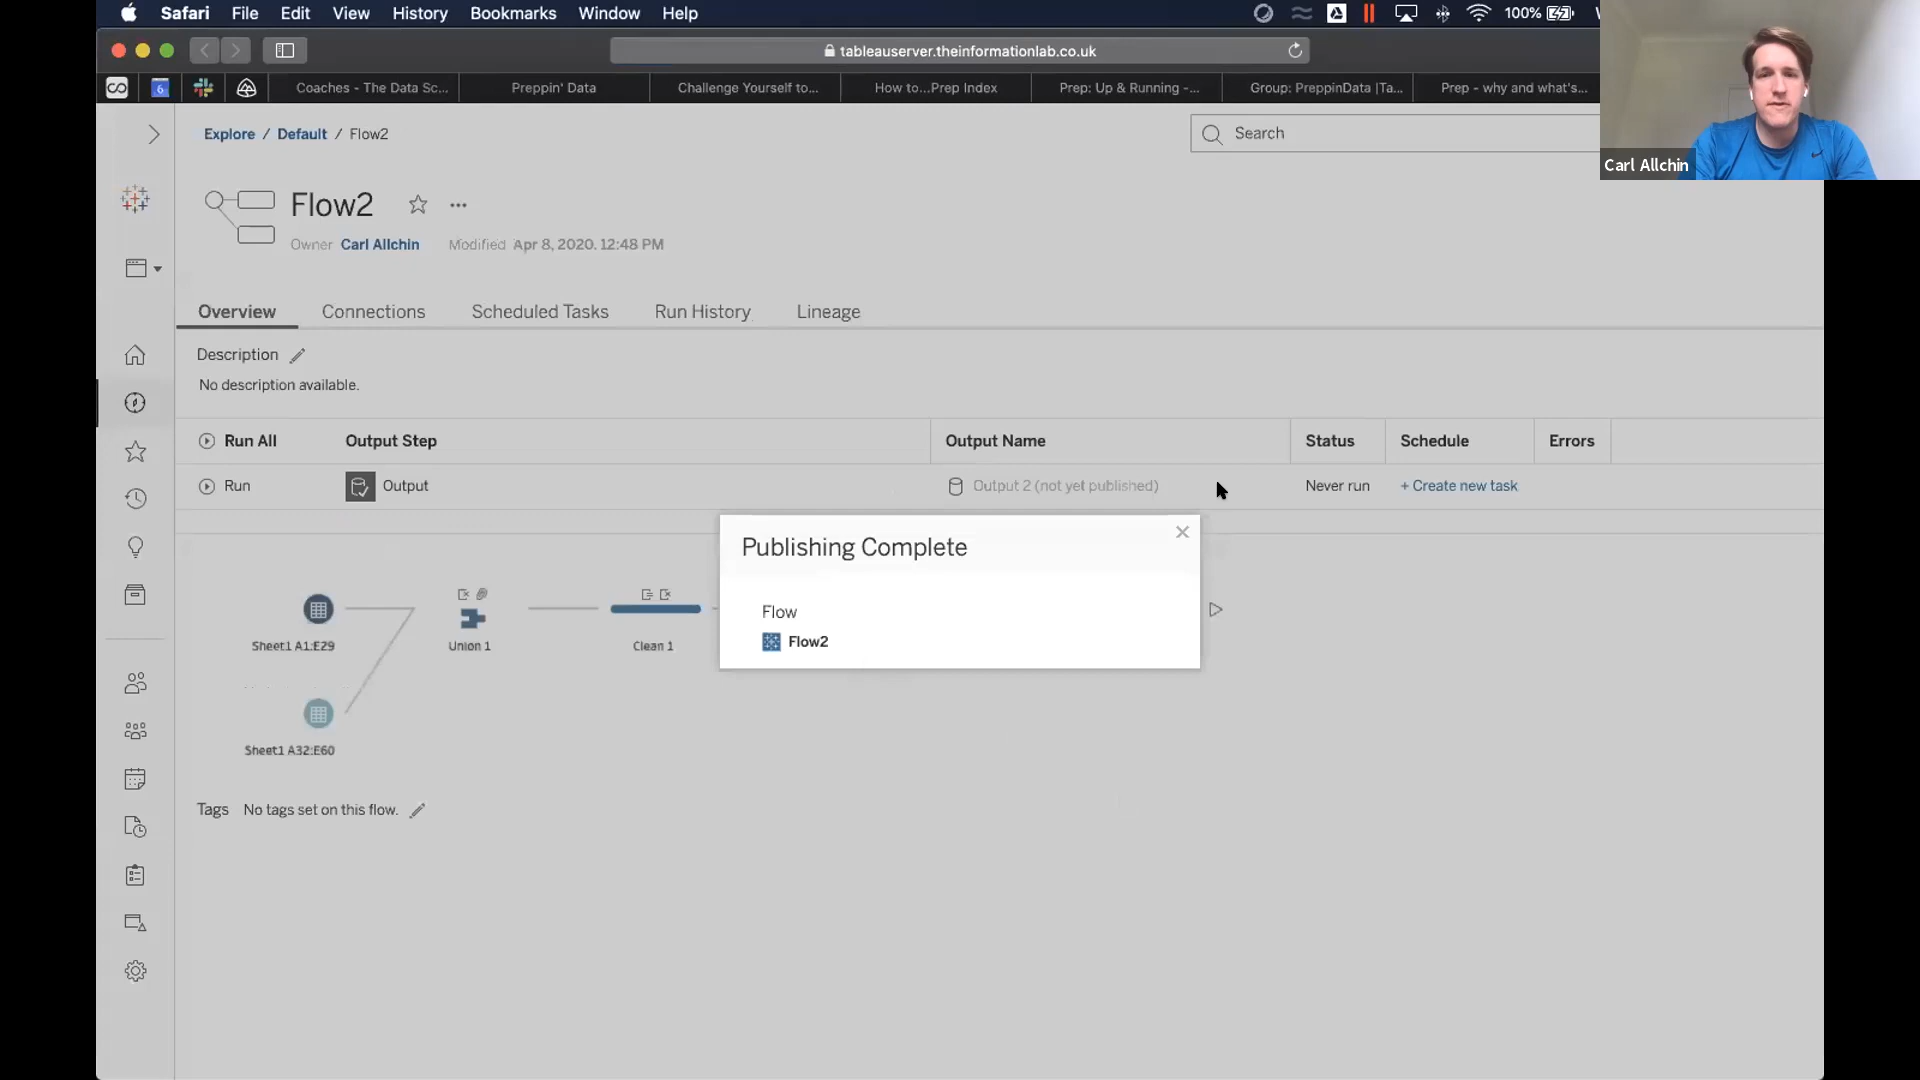 Safari File Edit View History Bookmarks Window Help 100%
tableauserver.theinformationlab.co.uk
6 Coaches - The Data Sc... Preppin' Data Challenge Yourself to... How to...Prep Index Prep: Up & Running -... Group: PreppinData |Ta... Prep - why and what's...
Explore / Default / Flow2
Search
Carl Allchin
Flow2
Owner Carl Allchin Modified Apr 8, 2020, 12:48 PM
Overview Connections Scheduled Tasks Run History Lineage
Description
No description available.
Run All Output Step Output Name Status Schedule Errors
Run Output Output 2 (not yet published) Never run + Create new task
Publishing Complete
Flow
Flow2
Sheet1 A1:E29 Union 1 Clean 1
Sheet1 A32:E60
Tags No tags set on this flow.